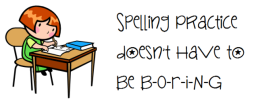 Spelling practice
doesn't Have to
Be B-o-r-i-N-G